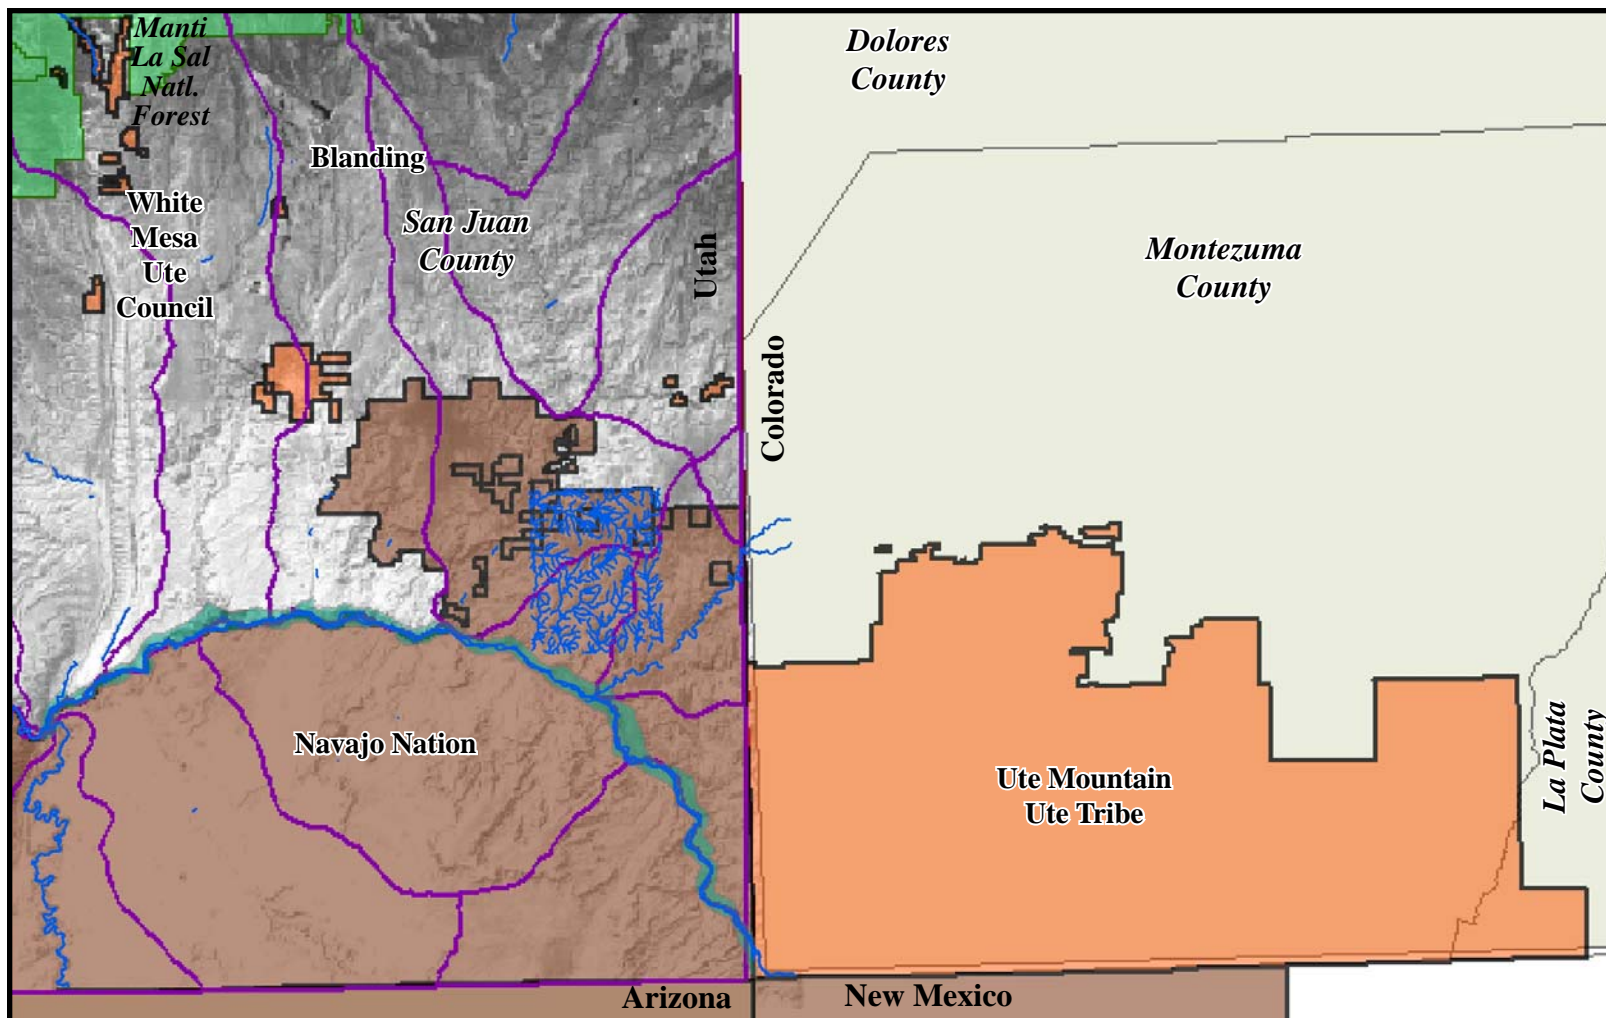 Manti
La Sal
Natl.
Forest
Dolores
County
Blanding
White
Mesa
Ute
Council
San Juan
County
Utah
Montezuma
County
Colorado
Navajo Nation
Ute Mountain
Ute Tribe
La Plata
County
Arizona
New Mexico